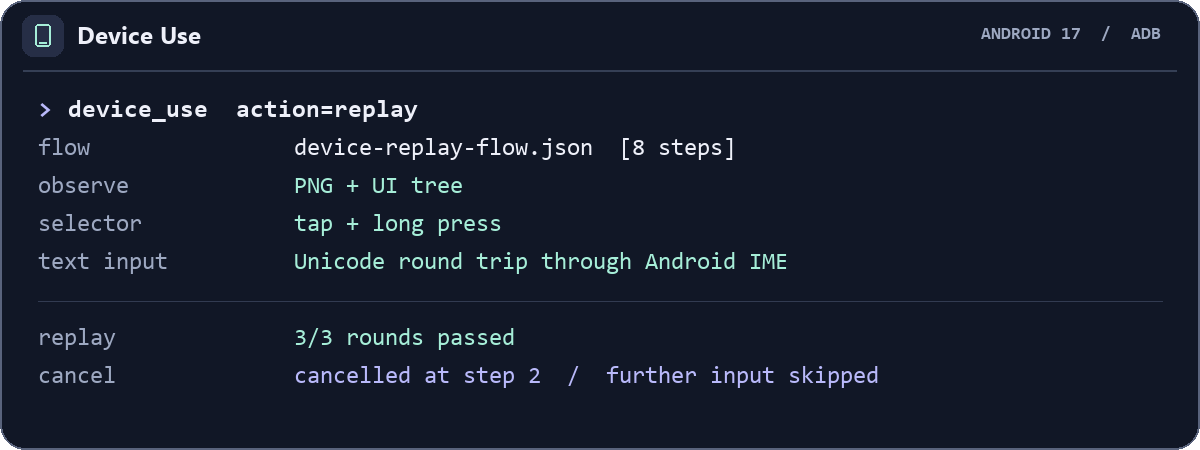 Device Use
ANDROID 17 / ADB
> device_use action=replay
flow device-replay-flow.json [8 steps]
observe PNG + UI tree
selector tap + long press
text input Unicode round trip through Android IME
replay 3/3 rounds passed
cancel cancelled at step 2 / further input skipped